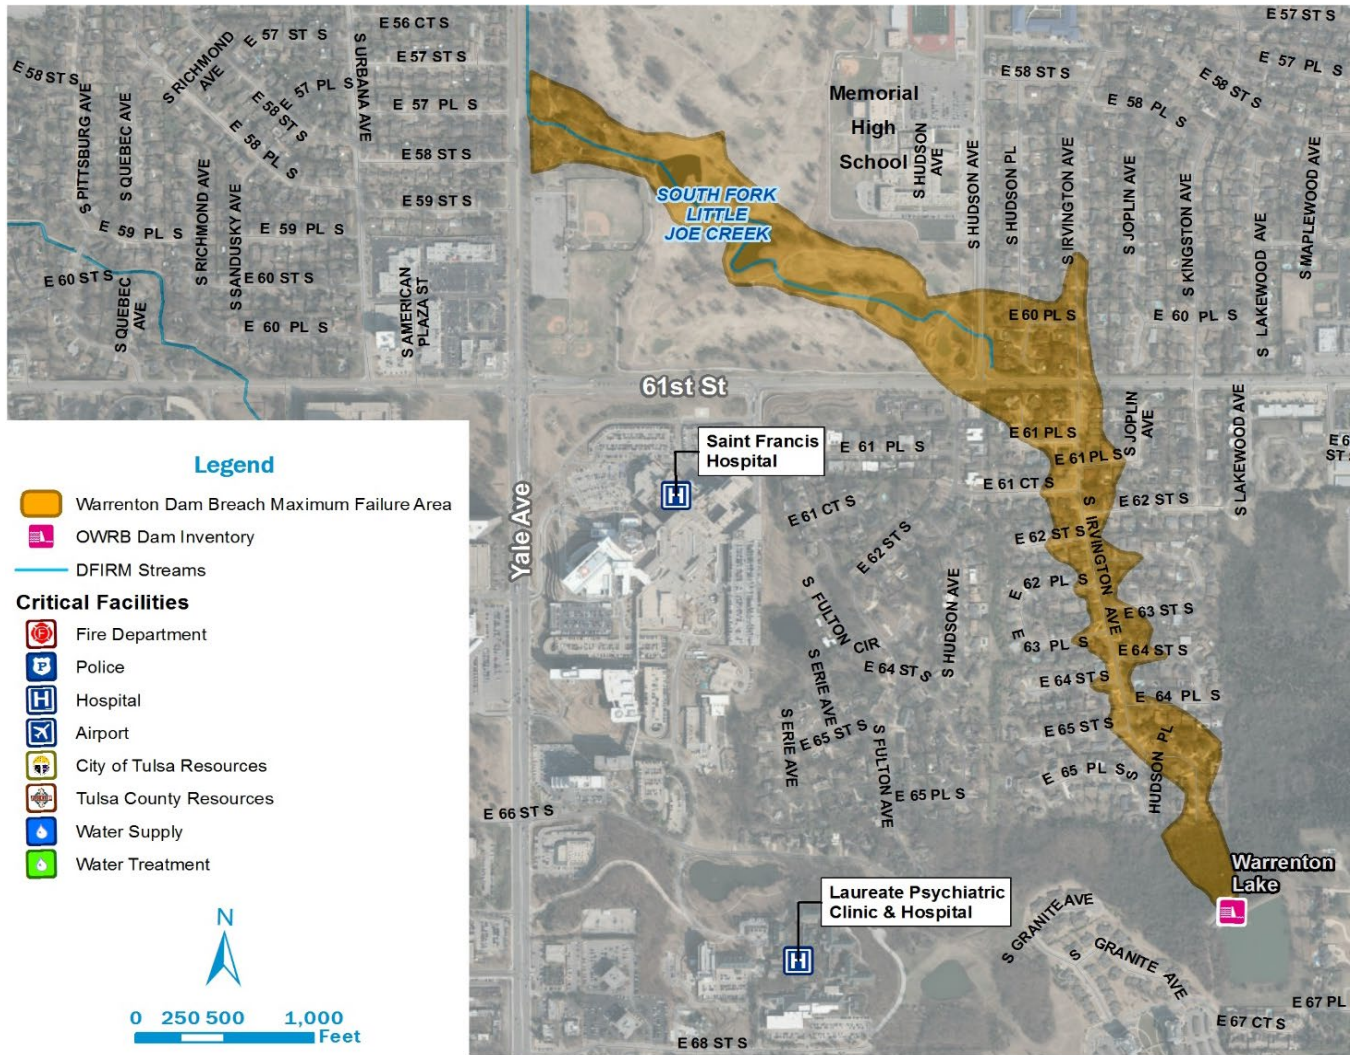 E 56 CT S
E 57 ST S
E 57 ST S
E 57 ST S
E 57 PL S
E 58 ST S
S RICHMOND
AVE
S URBANA AVE
E 57 PL S
E 57 PL S
E 58 ST S
E 58 ST S
E 58 ST S
E 58 PL S
E 58 PL S
E 58 ST S
S PITTSBURG AVE
S QUEBEC AVE
S RICHMOND AVE
S SANDUSKY AVE
E 59 ST S
E 59 PL S
E 59 PL S
E 60 ST S
E 60 ST S
S QUEBEC
AVE
E 60 PL S
S AMERICAN
PLAZA ST
Memorial
High
School
S HUDSON
AVE
S HUDSON AVE
S HUDSON PL
S IRVINGTON AVE
S JOPLIN AVE
S KINGSTON AVE
S LAKEWOOD AVE
S MAPLEWOOD AVE
SOUTH FORK
LITTLE
JOE CREEK
E 60 PL S
E 60 PL S
61st St
Yale Ave
Saint Francis
Hospital
H
E 61 PL S
E 61 PL S
E 61 PL S
S JOPLIN
AVE
S LAKEWOOD AVE
E 6
ST
E 61 CT S
E 61 CT S
E 62 ST S
E 62 ST S
E 62 ST S
S IRVINGTON AVE
E 62 PL S
E 63 ST S
E 63 PL S
E 64 ST S
E 64 ST S
E 64 PL S
S FULTON CIR
S HUDSON AVE
E 64 ST S
S ERIE AVE
S ERIE AVE
E 65 ST S
S FULTON AVE
E 65 ST S
E 65 PL S
S HUDSON PL
E 65 PL S
E 66 ST S
Warrenton
Lake
Laureate Psychiatric
Clinic & Hospital
H
S GRANITE AVE
S GRANITE AVE
E 67 PL
E 67 CT S
E 68 ST S
Legend
Warrenton Dam Breach Maximum Failure Area
OWRB Dam Inventory
DFIRM Streams
Critical Facilities
F Fire Department
P Police
H Hospital
Airport
City of Tulsa Resources
Tulsa County Resources
Water Supply
Water Treatment
N
0 250 500 1,000
Feet